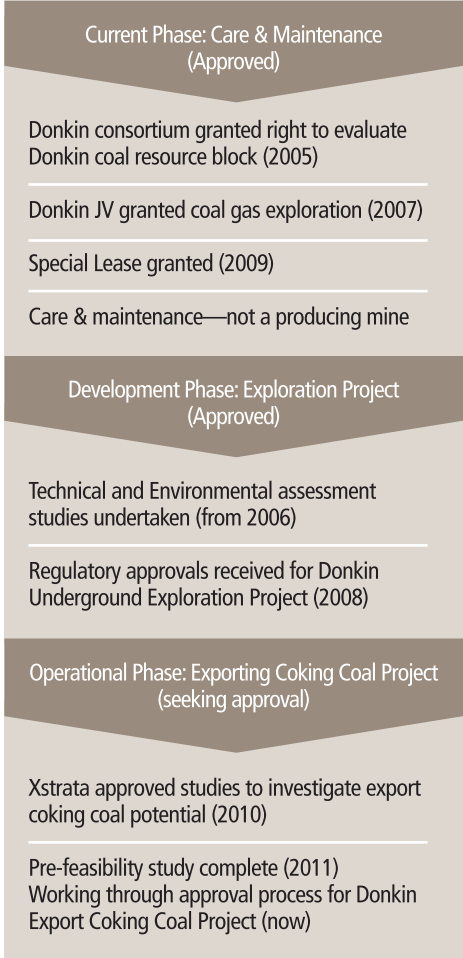 Current Phase: Care & Maintenance
(Approved)
Donkin consortium granted right to evaluate
Donkin coal resource block (2005)
Donkin JV granted coal gas exploration (2007)
Special Lease granted (2009)
Care & maintenance—not a producing mine
Development Phase: Exploration Project
(Approved)
Technical and Environmental assessment
studies undertaken (from 2006)
Regulatory approvals received for Donkin
Underground Exploration Project (2008)
Operational Phase: Exporting Coking Coal Project
(seeking approval)
Xstrata approved studies to investigate export
coking coal potential (2010)
Pre-feasibility study complete (2011)
Working through approval process for Donkin
Export Coking Coal Project (now)